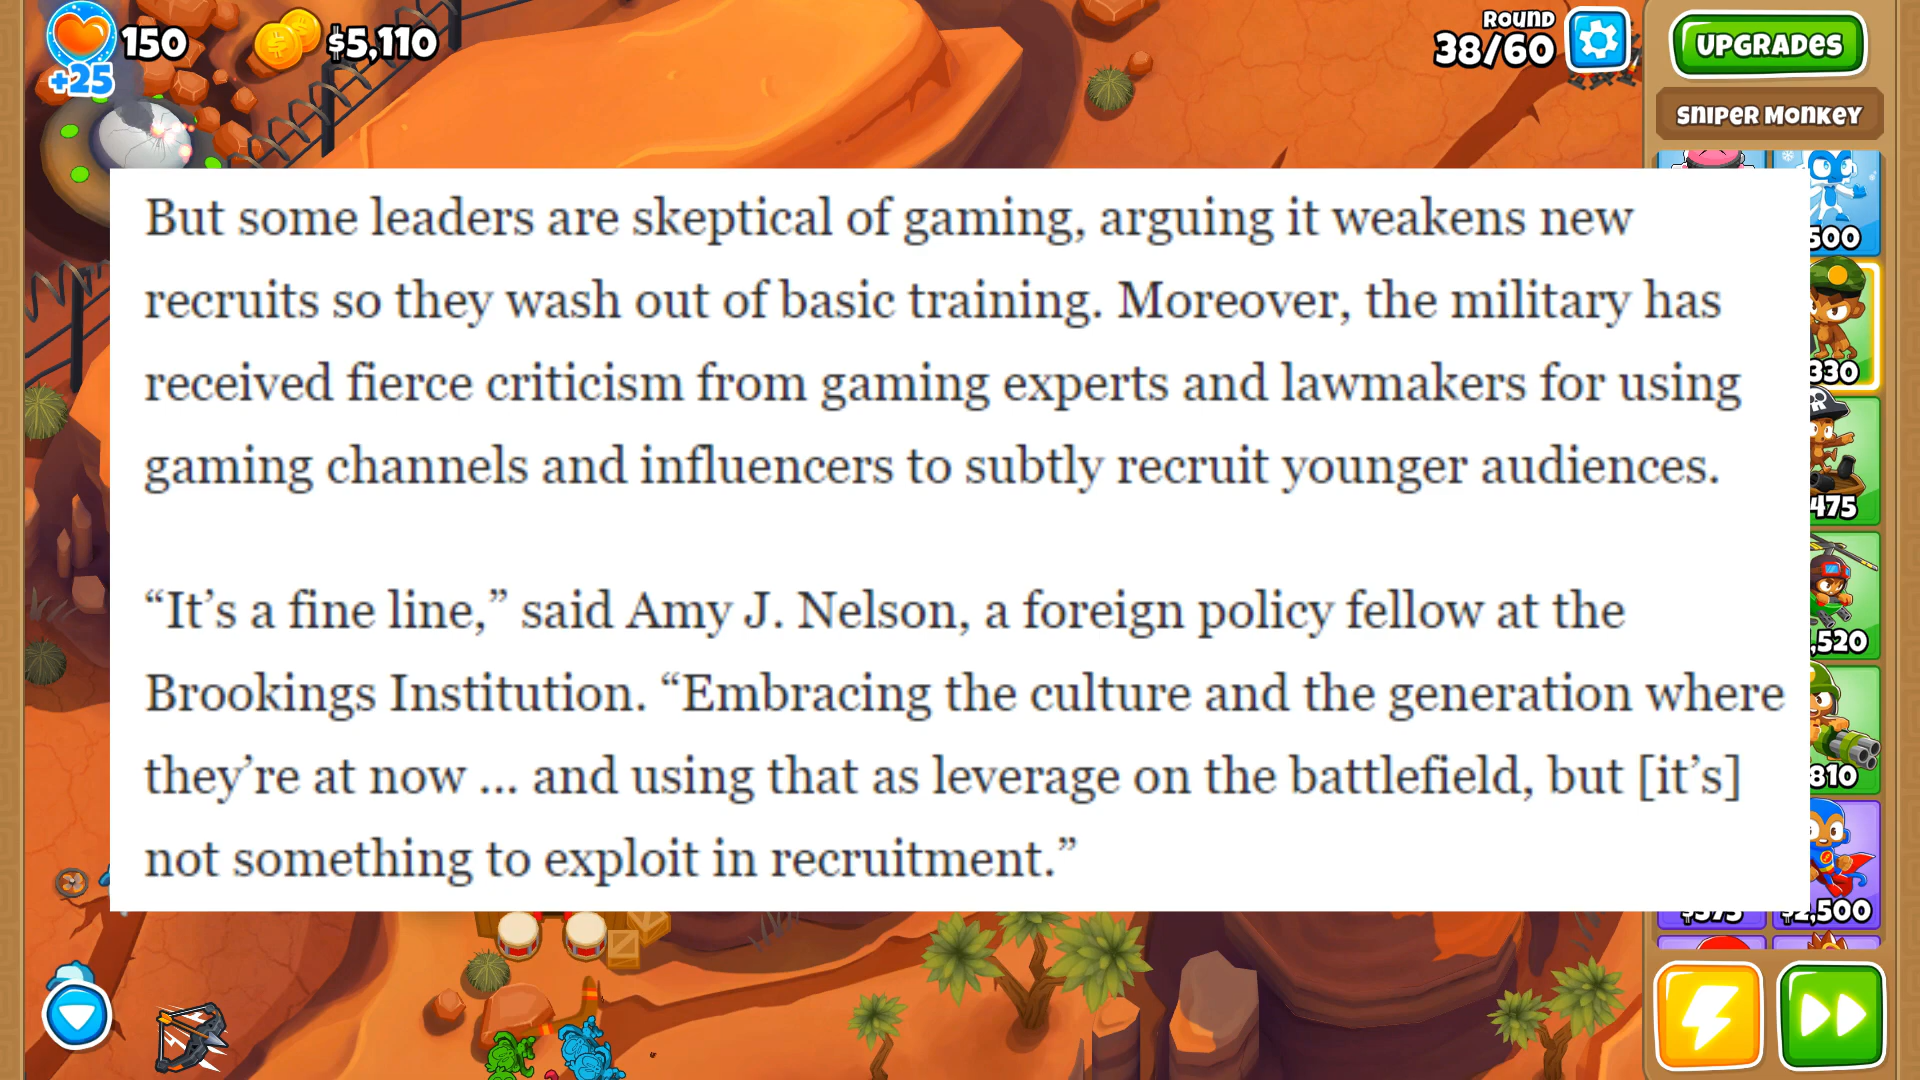 150
+25
$5,110
ROUND
38/60
UPGRADES
SNIPER MONKEY
But some leaders are skeptical of gaming, arguing it weakens new
recruits so they wash out of basic training. Moreover, the military has
received fierce criticism from gaming experts and lawmakers for using
gaming channels and influencers to subtly recruit younger audiences.
“It’s a fine line,” said Amy J. Nelson, a foreign policy fellow at the
Brookings Institution. “Embracing the culture and the generation where
they’re at now ... and using that as leverage on the battlefield, but [it’s]
not something to exploit in recruitment.”
500
330
475
,520
810
$2,500